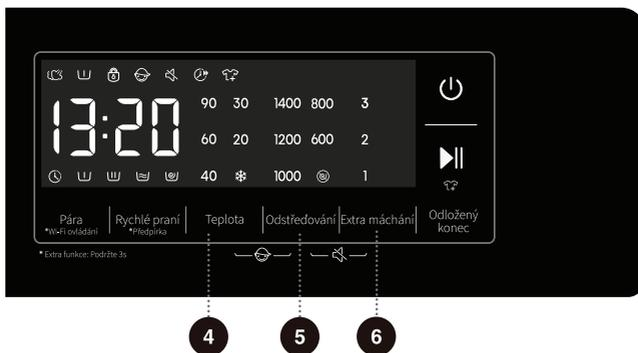 13:20
90 30 1400 800 3
60 20 1200 600 2
40 1000 1
Pára
*Wi-Fi ovládání
Rychlé praní
*Předpírka
Teplota
Odstřeďování
Extra máchání
Odložený
konec
* Extra funkce: Podržte 3s
4 5 6